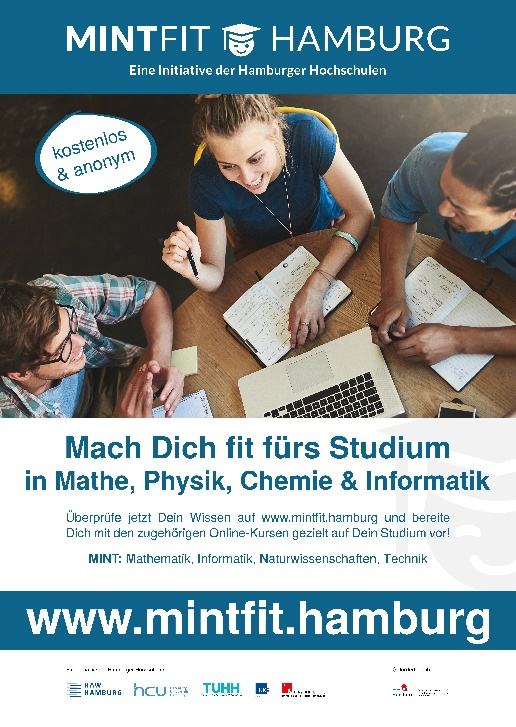 MINTFIT HAMBURG
Eine Initiative der Hamburger Hochschulen
kostenlos
& anonym
Mach Dich fit fürs Studium
in Mathe, Physik, Chemie & Informatik
Überprüfe jetzt Dein Wissen auf www.mintfit.hamburg und bereite
Dich mit den zugehörigen Online-Kursen gezielt auf Dein Studium vor!
MINT: Mathematik, Informatik, Naturwissenschaften, Technik
www.mintfit.hamburg
HAW
HAMBURG
hcu
TUHH